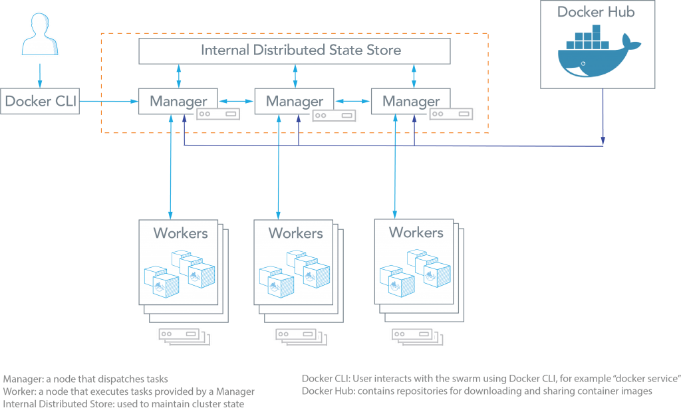 Docker Hub
Internal Distributed State Store
Docker CLI
Manager
Manager
Manager
Workers
Workers
Workers
Manager: a node that dispatches tasks
Worker: a node that executes tasks provided by a Manager
Internal Distributed Store: used to maintain cluster state
Docker CLI: User interacts with the swarm using Docker CLI, for example “docker service”
Docker Hub: contains repositories for downloading and sharing container images